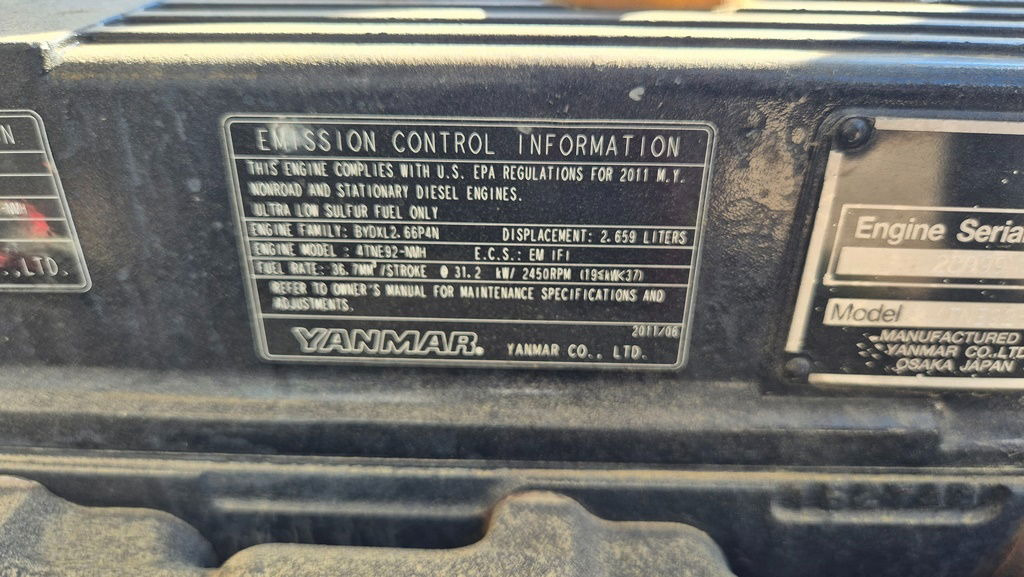 N
-NMH
., LTD.
EMISSION CONTROL INFORMATION
THIS ENGINE COMPLIES WITH U.S. EPA REGULATIONS FOR 2011 M.Y.
NONROAD AND STATIONARY DIESEL ENGINES.
ULTRA LOW SULFUR FUEL ONLY
ENGINE FAMILY: BYDXL2.66P4N DISPLACEMENT: 2.659 LITERS
ENGINE MODEL : 4TNE92-NMH E.C.S.: EM IFI
FUEL RATE: 36.7MM³/STROKE @ 31.2 kW/ 2450RPM (19≤kW<37)
REFER TO OWNER'S MANUAL FOR MAINTENANCE SPECIFICATIONS AND
ADJUSTMENTS.
2011/06
YANMAR® YANMAR CO., LTD.
Engine Seria
Model
MANUFACTURED
YANMAR CO.,LTD
OSAKA JAPAN